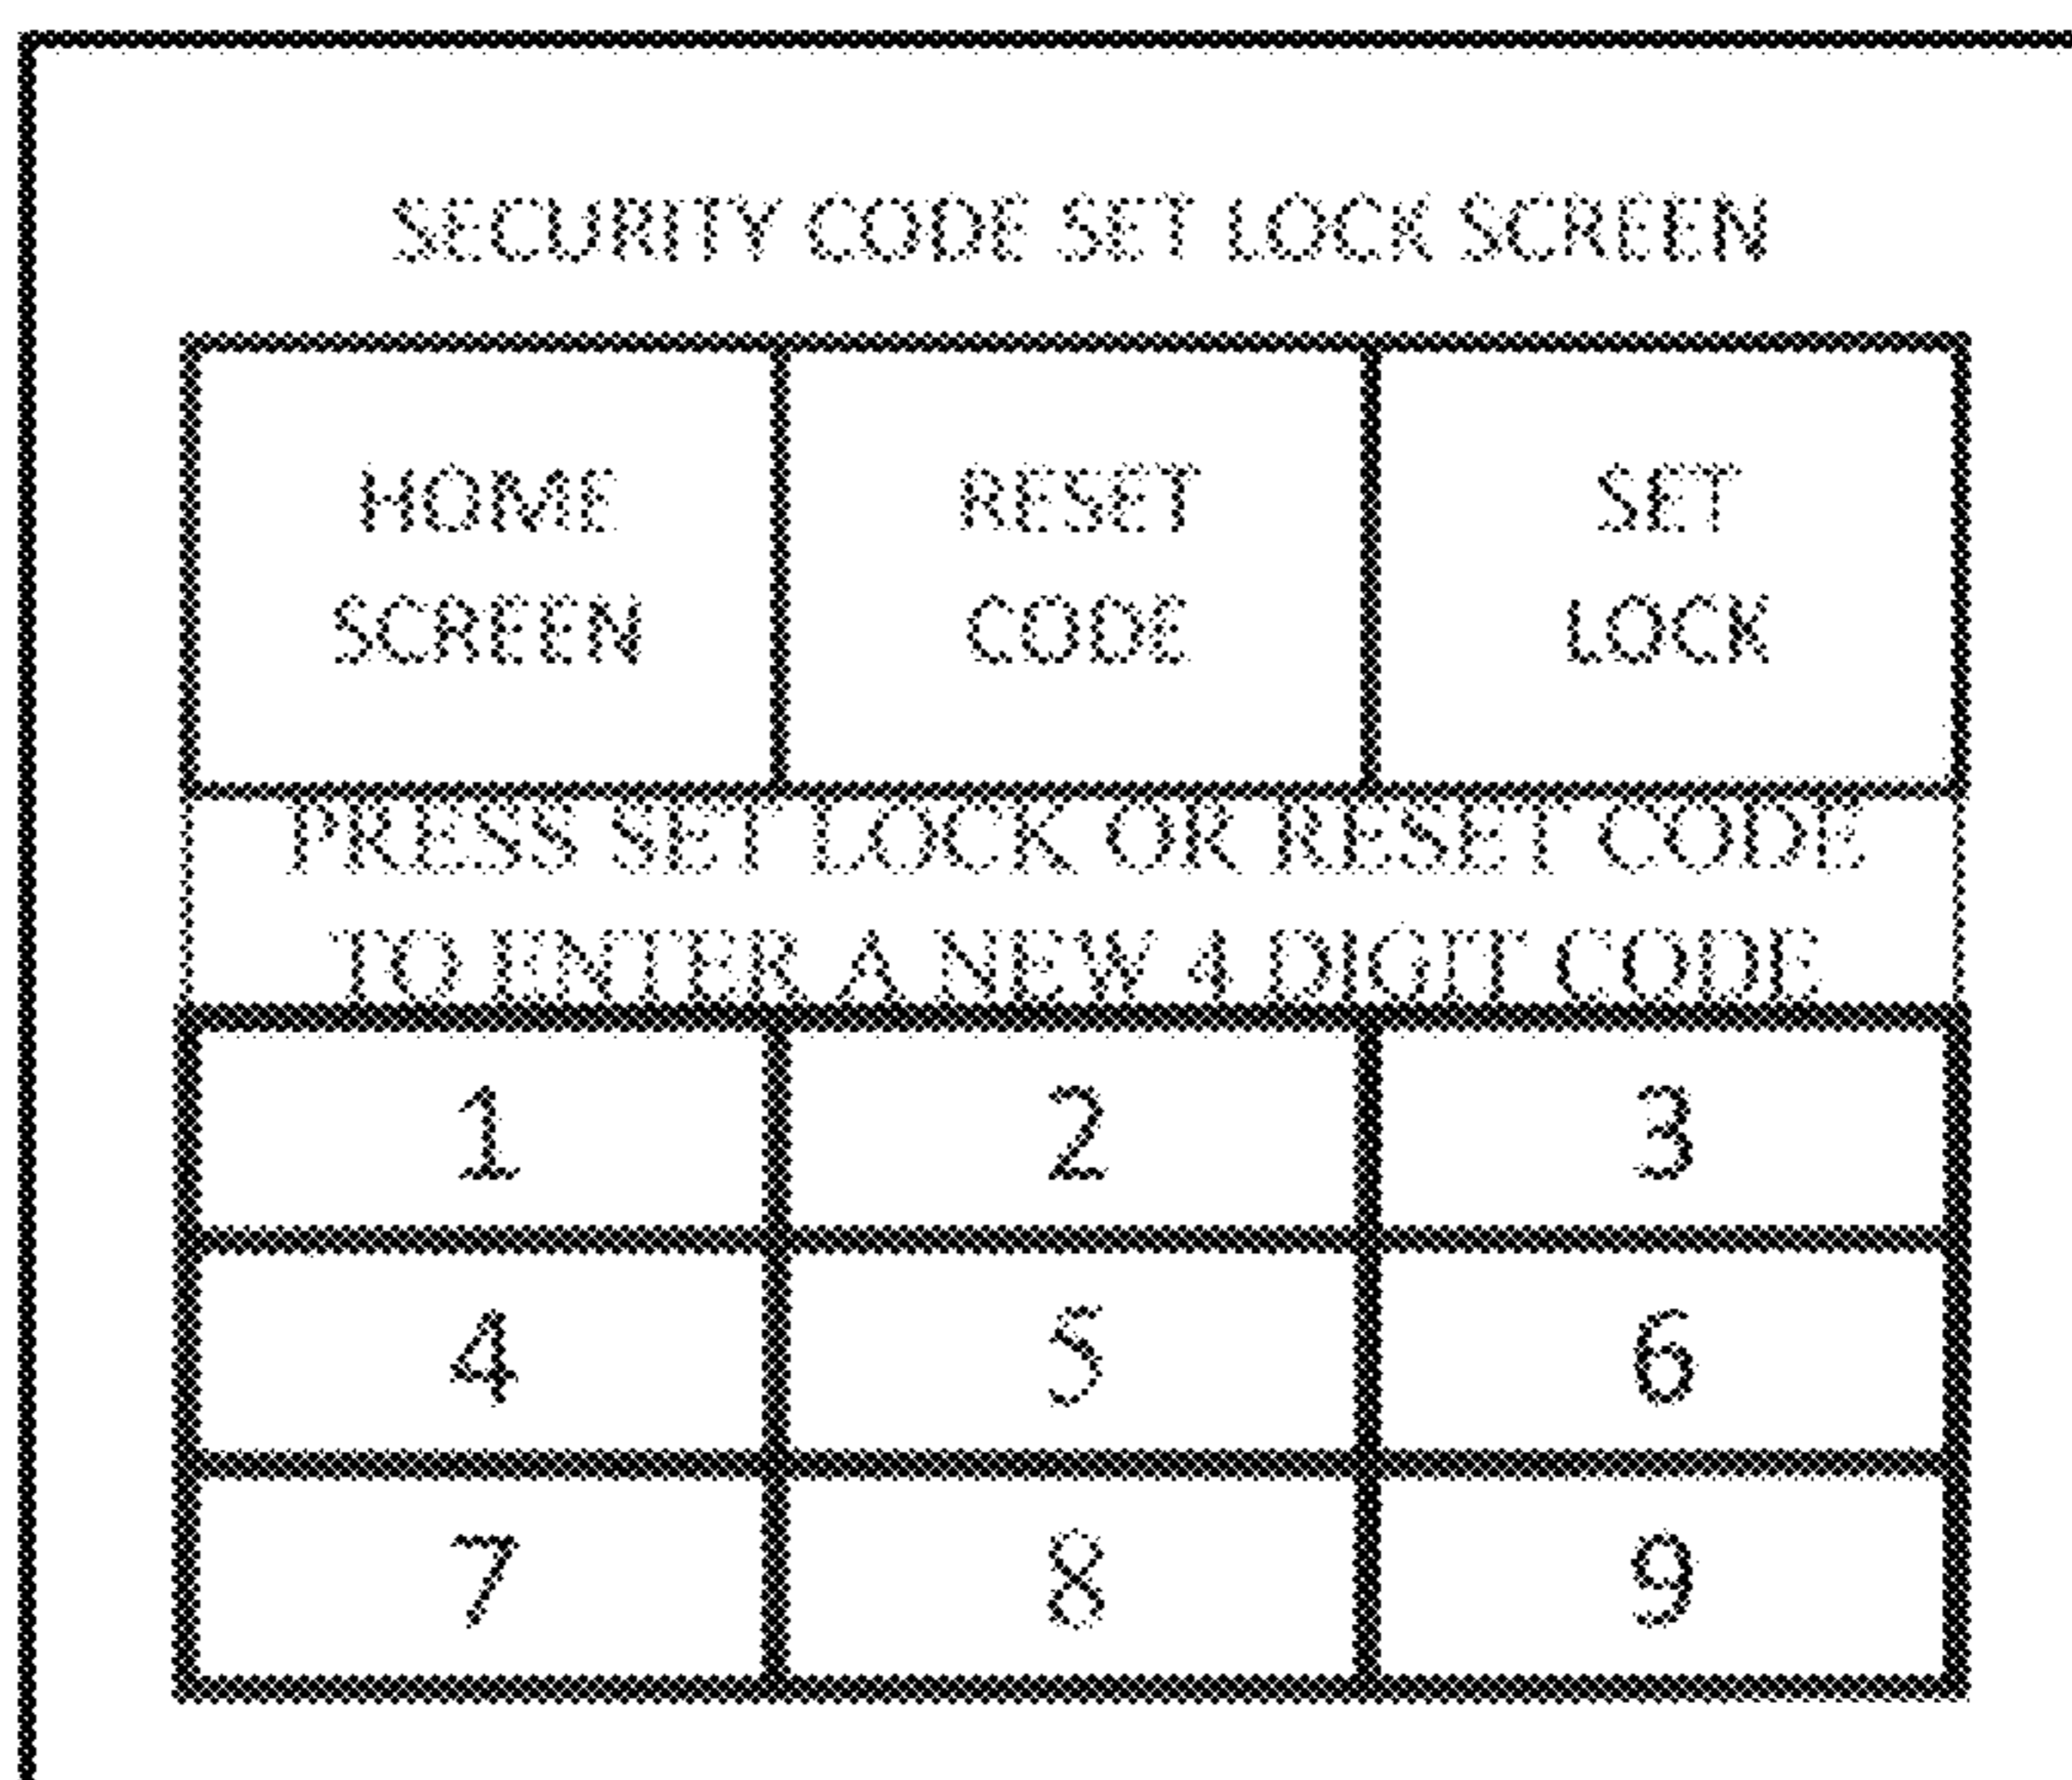 SECURITY CODE SET LOCK SCREEN
HOME RESET SET
SCREEN CODE LOCK
PRESS SET LOCK OR RESET CODE
TO ENTER A NEW 4 DIGIT CODE
1 2 3
4 5 6
7 8 9